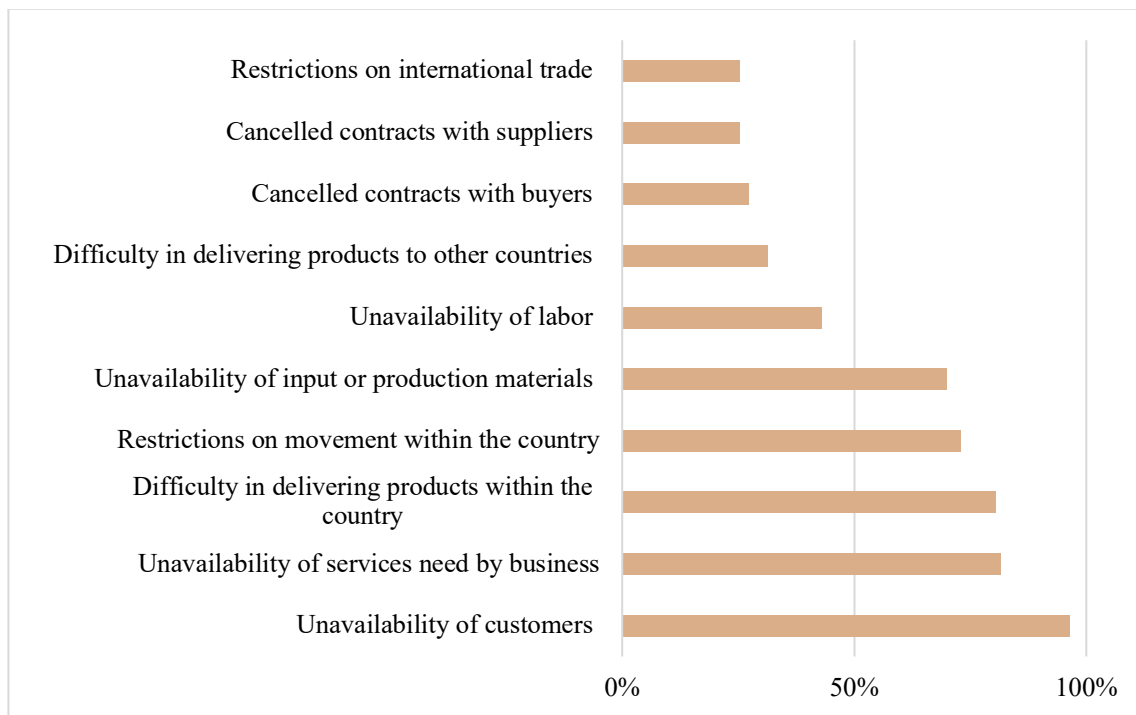 Restrictions on international trade
Cancelled contracts with suppliers
Cancelled contracts with buyers
Difficulty in delivering products to other countries
Unavailability of labor
Unavailability of input or production materials
Restrictions on movement within the country
Difficulty in delivering products within the
country
Unavailability of services need by business
Unavailability of customers
0% 50% 100%